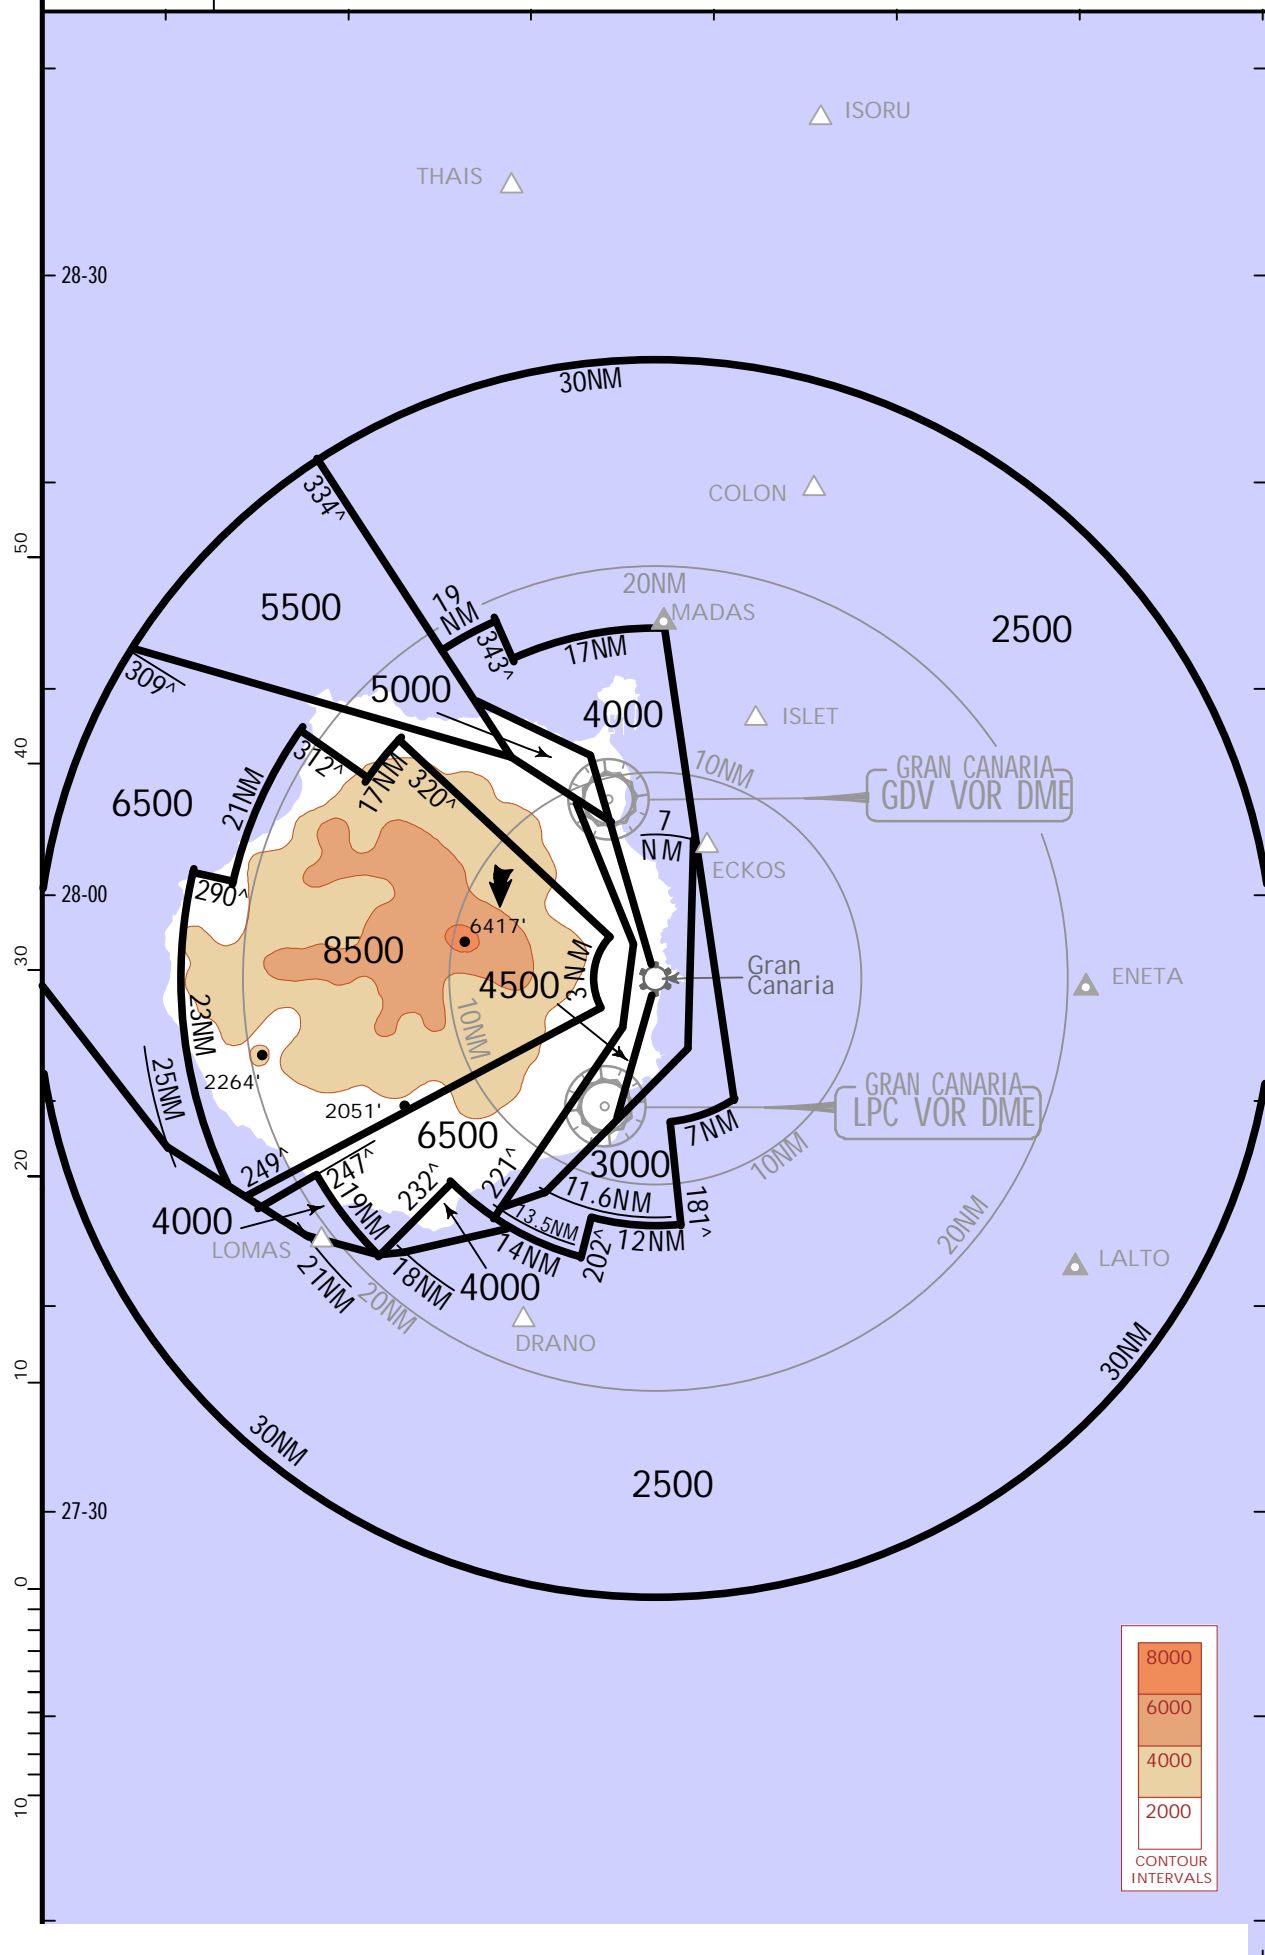 ISORU
THAIS
28-30
30NM
334^
COLON
50
20NM
5500
19
NM
MADAS
2500
343^
17NM
309^
5000
4000
ISLET
40
312^
10NM
GRAN CANARIA
GDV VOR DME
21NM
17NM
320^
6500
7
NM
ECKOS
28-00
290^
6417'
8500
30
4500
3NM
Gran
Canaria
ENETA
23NM
10NM
25NM
2264'
2051'
GRAN CANARIA
LPC VOR DME
6500
7NM
20
249^
247^
232^
221^
3000
10NM
219NM
11.6NM
181^
4000
13.5NM
LOMAS
14NM
202^
12NM
20NM
21NM
18NM
4000
LALTO
20NM
DRANO
30NM
10
30NM
2500
27-30
0
8000
6000
4000
2000
10
CONTOUR
INTERVALS